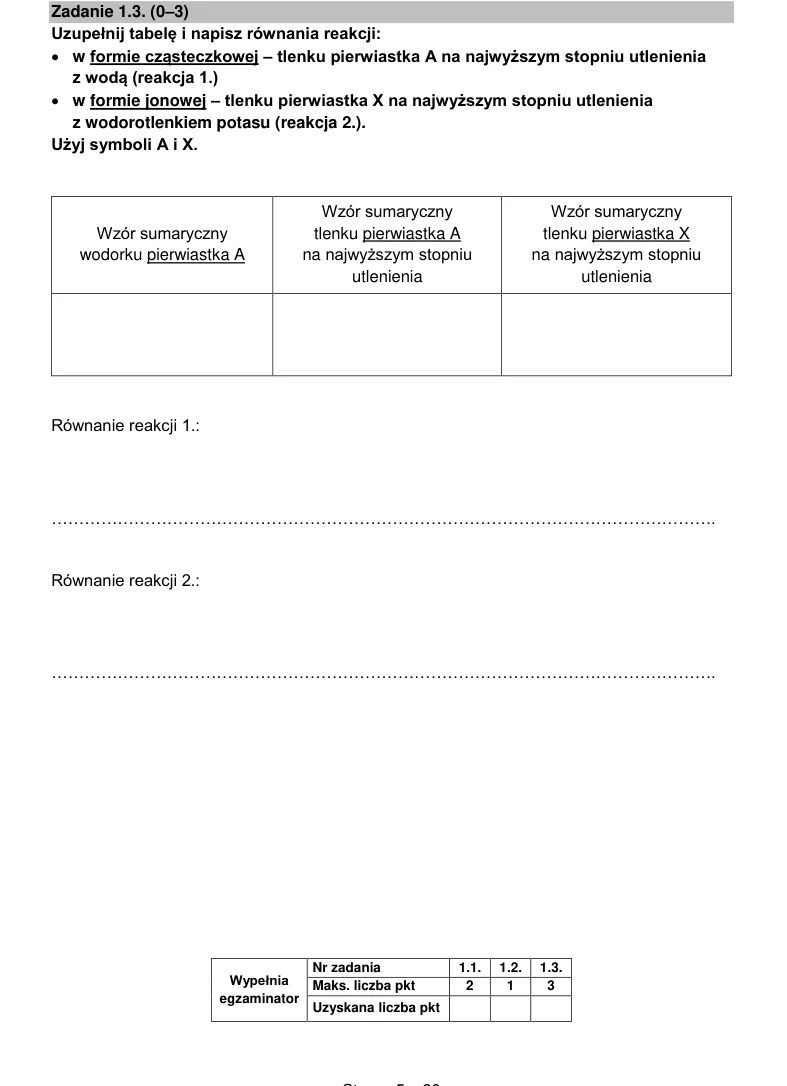 Zadanie 1.3. (0–3)
Uzupełnij tabelę i napisz równania reakcji:
• w formie cząsteczkowej – tlenku pierwiastka A na najwyższym stopniu utlenienia
z wodą (reakcja 1.)
• w formie jonowej – tlenku pierwiastka X na najwyższym stopniu utlenienia
z wodorotlenkiem potasu (reakcja 2.).
Użyj symboli A i X.
Wzór sumaryczny
wodorku pierwiastka A
Wzór sumaryczny
tlenku pierwiastka A
na najwyższym stopniu
utlenienia
Wzór sumaryczny
tlenku pierwiastka X
na najwyższym stopniu
utlenienia
Równanie reakcji 1.:
Równanie reakcji 2.:
Wypełnia
egzaminator
Nr zadania 1.1. 1.2. 1.3.
Maks. liczba pkt 2 1 3
Uzyskana liczba pkt